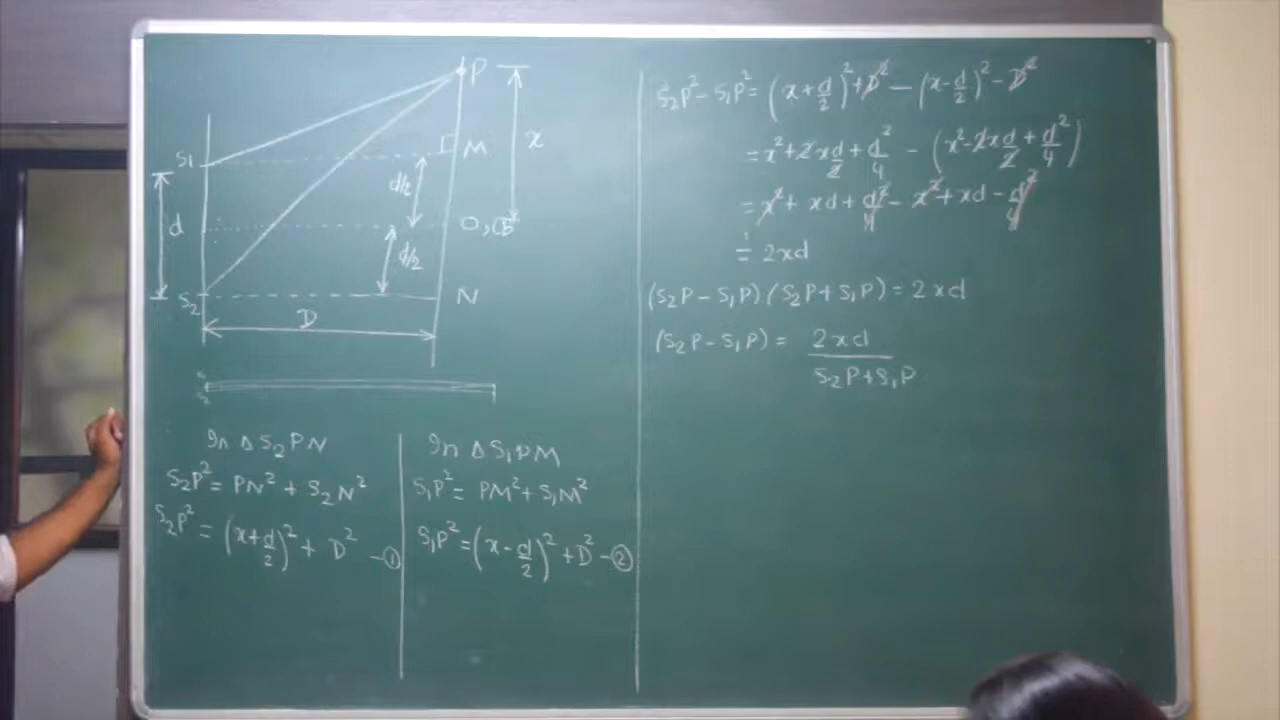 P
x
S₁
M
d/2
d
O,
d/2
S₂
N
D
In Δ S₂PN
S₂P² = PN² + S₂N²
S₂P² = (x+d/2)² + D² —①
In Δ S₁PM
S₁P² = PM² + S₁M²
S₁P² = (x-d/2)² + D² —②
S₂P² - S₁P² = (x+d/2)² + D² - (x-d/2)² - D²
= x² + 2xd/2 + d²/4 - (x² - 2xd/2 + d²/4)
= x² + xd + d²/4 - x² + xd - d²/4
= 2xd
(S₂P - S₁P) (S₂P + S₁P) = 2xd
(S₂P - S₁P) = 2xd / S₂P + S₁P